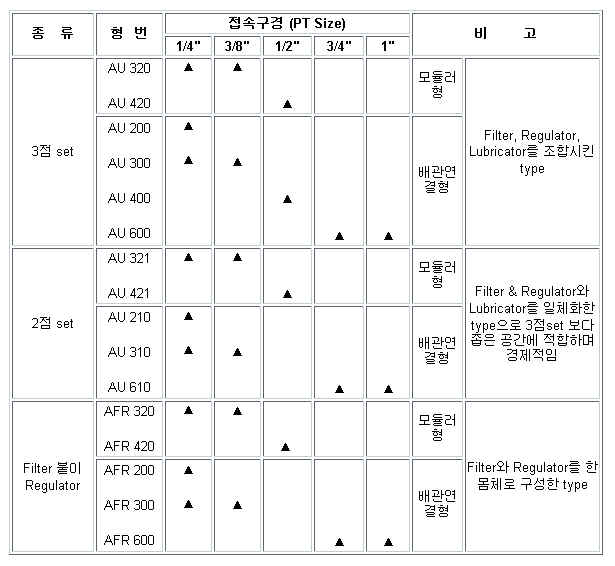 종 류 형 번 접속구경 (PT Size) 비 고
1/4" 3/8" 1/2" 3/4" 1"
3점 set
AU 320 ▲ ▲
AU 420 ▲
모듈러
형
AU 200 ▲
AU 300 ▲ ▲
AU 400 ▲
AU 600 ▲ ▲
배관연
결형
Filter, Regulator,
Lubricator를 조합시킨
type
2점 set
AU 321 ▲ ▲
AU 421 ▲
모듈러
형
AU 210 ▲
AU 310 ▲ ▲
AU 610 ▲ ▲
배관연
결형
Filter & Regulator와
Lubricator를 일체화한
type으로 3점set 보다
좁은 공간에 적합하며
경제적임
Filter 붙이
Regulator
AFR 320 ▲ ▲
AFR 420 ▲
모듈러
형
AFR 200 ▲
AFR 300 ▲ ▲
AFR 600 ▲ ▲
배관연
결형
Filter와 Regulator를 한
몸체로 구성한 type